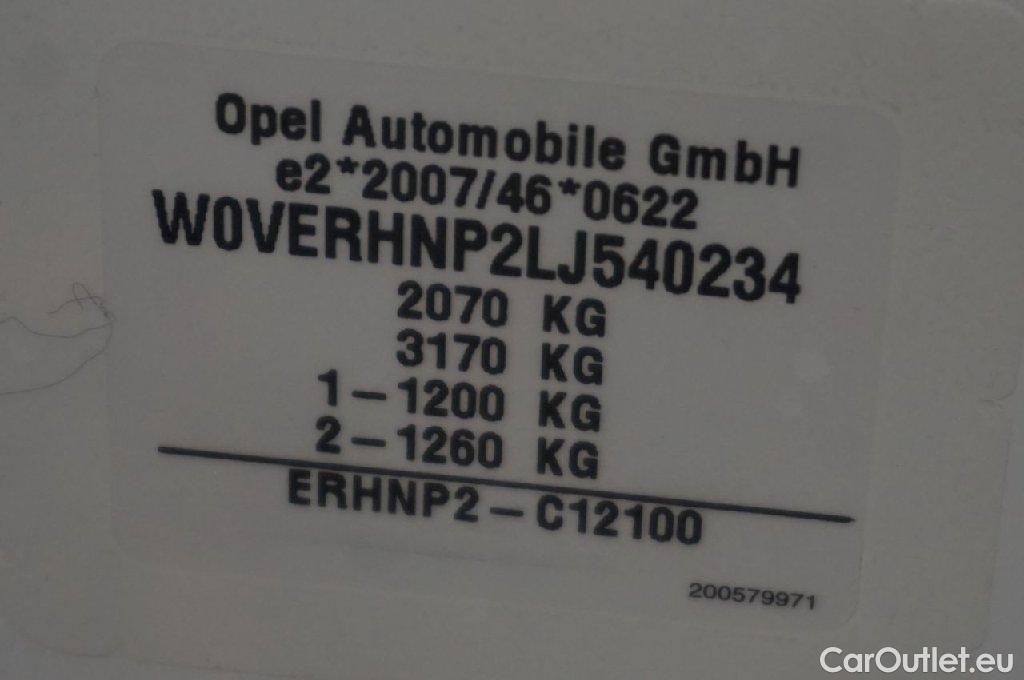 Opel Automobile GmbH
e2*2007/46*0622
W0VERHNP2LJ540234
2070 KG
3170 KG
1-1200 KG
2-1260 KG
ERHNP2-C12100
200579971
CarOutlet.eu